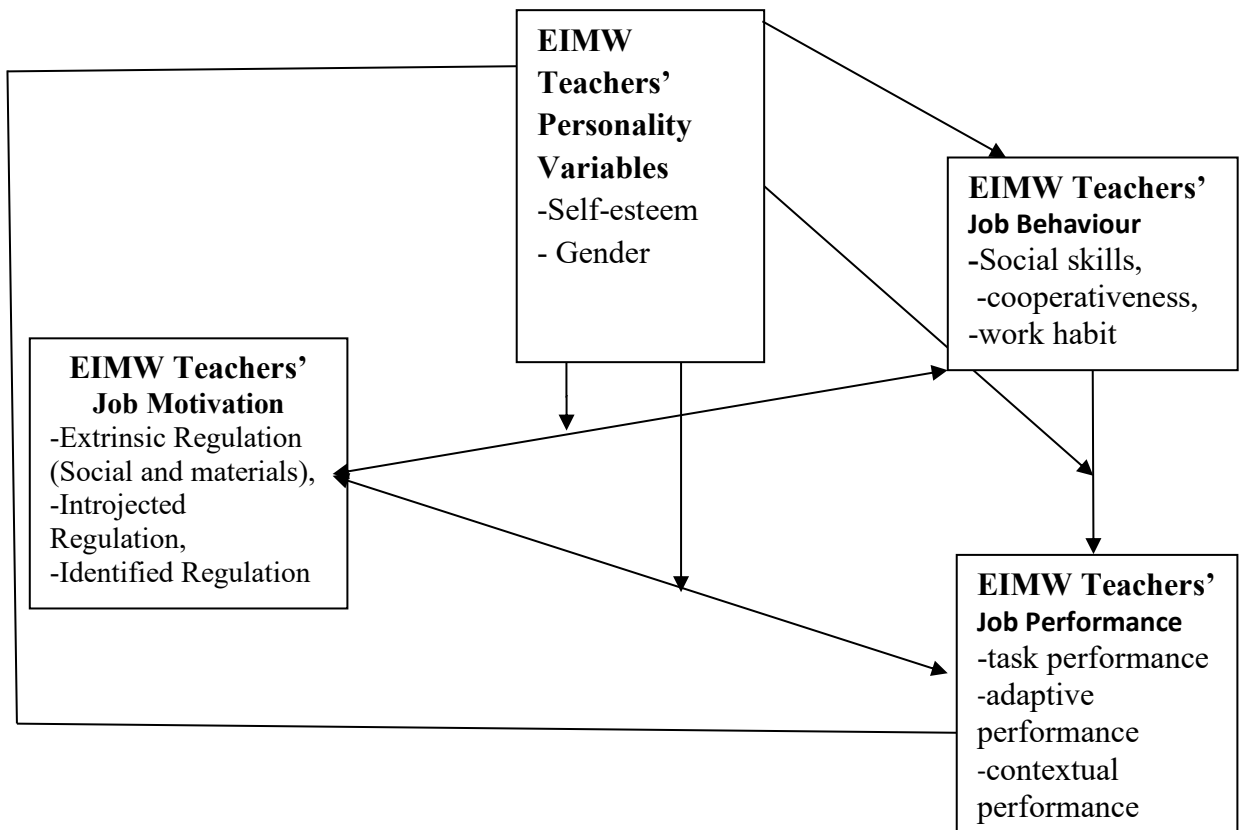 EIMW
Teachers’
Personality
Variables
-Self-esteem
- Gender
EIMW Teachers’
Job Behaviour
-Social skills,
-cooperativeness,
-work habit
EIMW Teachers’
Job Motivation
-Extrinsic Regulation
(Social and materials),
-Introjected
Regulation,
-Identified Regulation
EIMW Teachers’
Job Performance
-task performance
-adaptive
performance
-contextual
performance